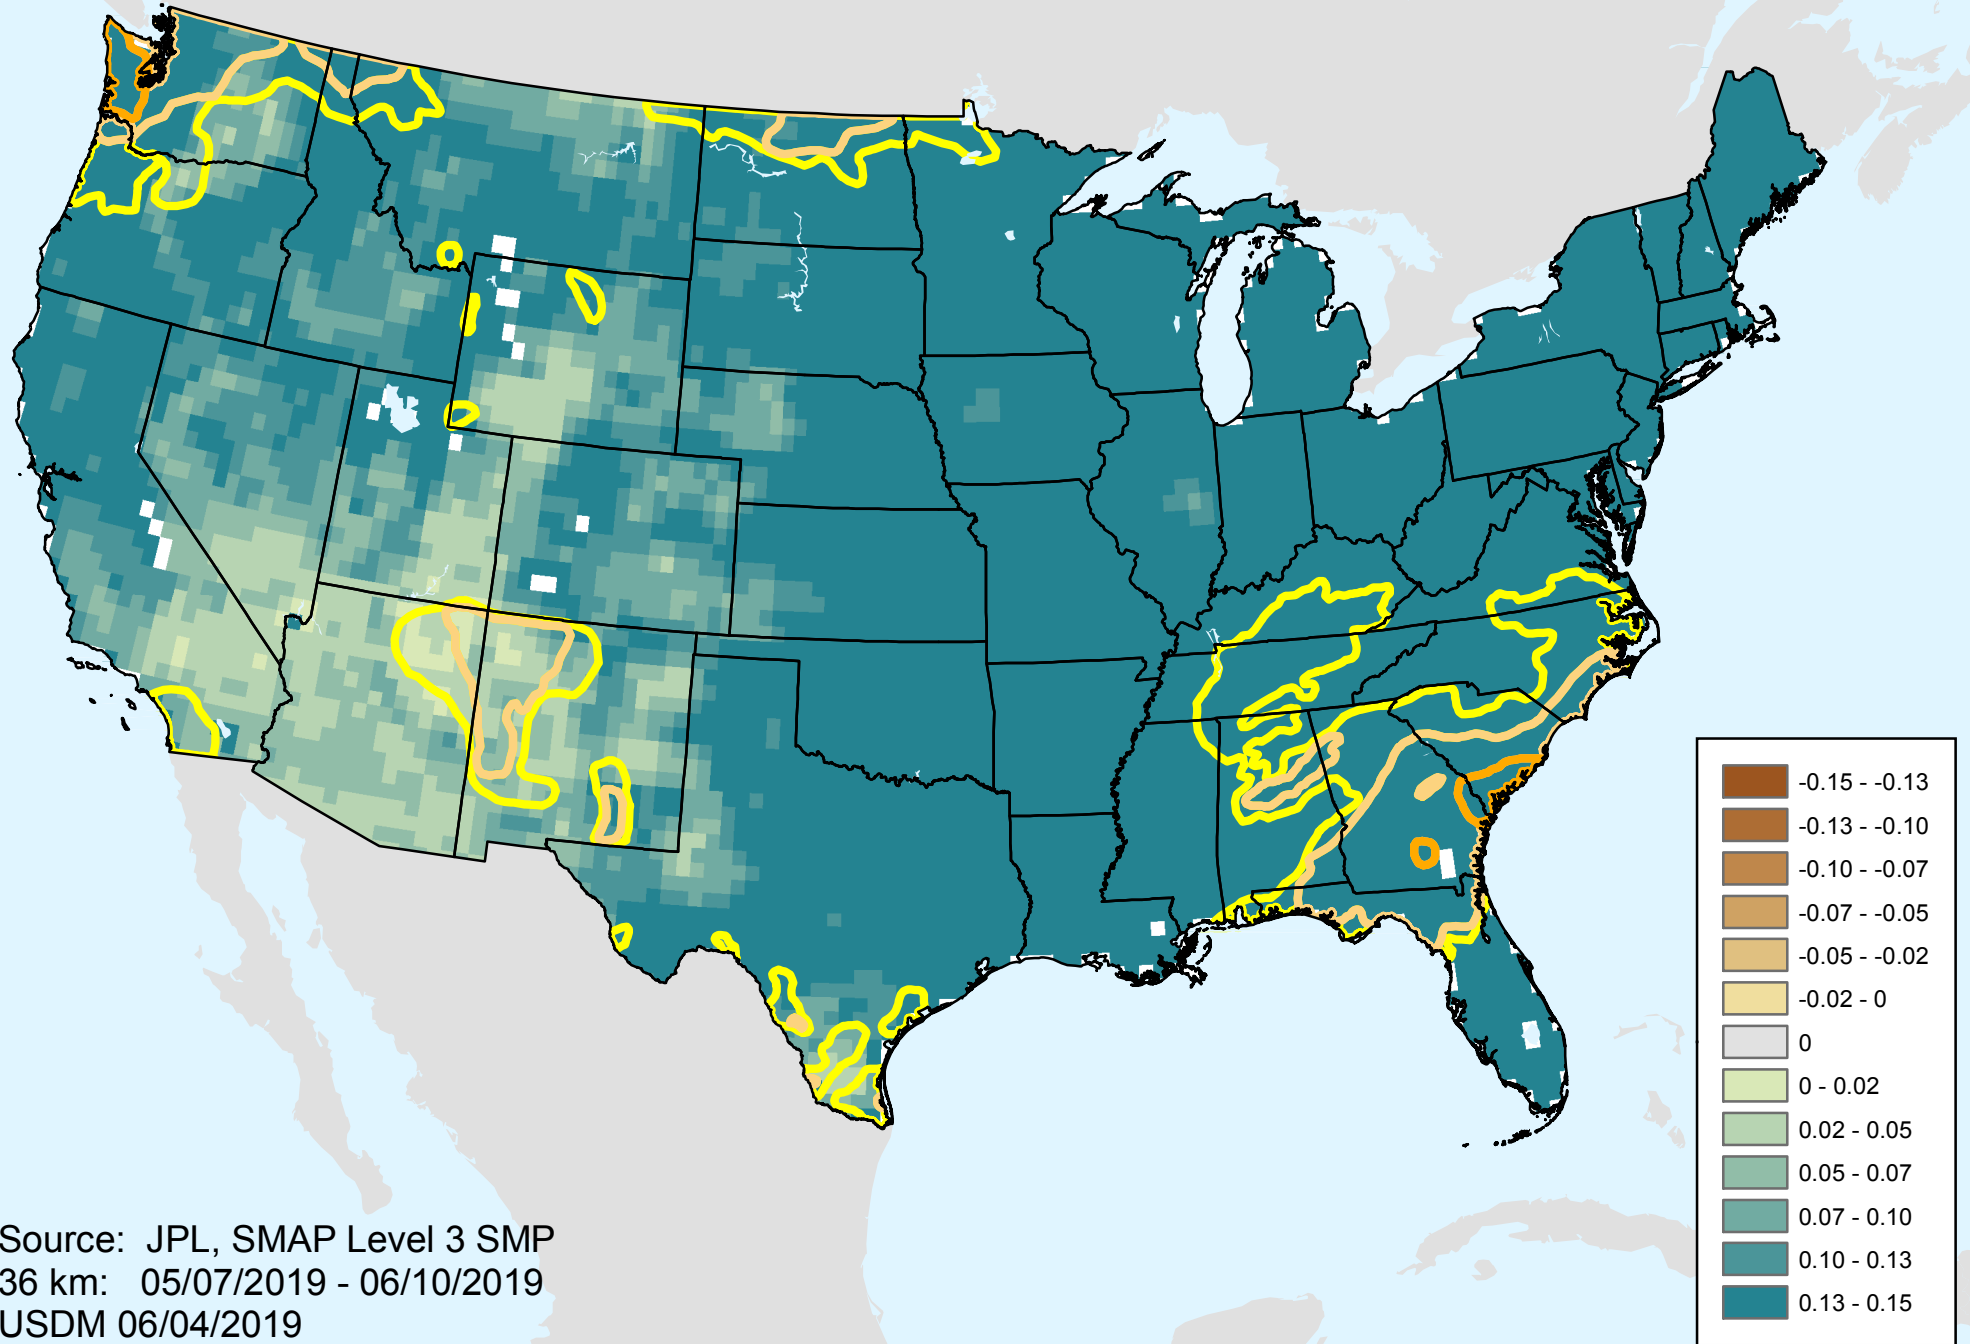 -0.15 - -0.13
-0.13 - -0.10
-0.10 - -0.07
-0.07 - -0.05
-0.05 - -0.02
-0.02 - 0
0
0 - 0.02
0.02 - 0.05
0.05 - 0.07
0.07 - 0.10
0.10 - 0.13
0.13 - 0.15
Source: JPL, SMAP Level 3 SMP
36 km: 05/07/2019 - 06/10/2019
USDM 06/04/2019